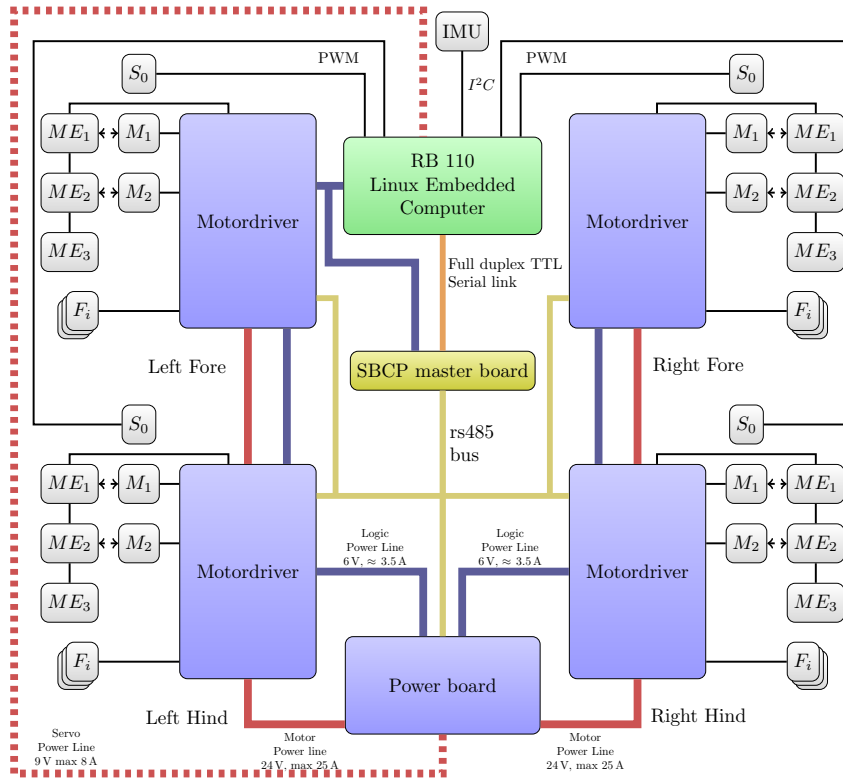 IMU
PWM
PWM
S₀
I²C
S₀
ME₁
M₁
RB 110
Linux Embedded
Computer
M₁
ME₁
ME₂
M₂
Motordriver
Motordriver
M₂
ME₂
ME₃
ME₃
Full duplex TTL
Serial link
Fᵢ
Fᵢ
Left Fore
SBCP master board
Right Fore
S₀
rs485
bus
S₀
ME₁
M₁
M₁
ME₁
ME₂
M₂
Logic
Power Line
6 V, ≈ 3.5 A
Logic
Power Line
6 V, ≈ 3.5 A
M₂
ME₂
Motordriver
Motordriver
ME₃
ME₃
Fᵢ
Fᵢ
Power board
Left Hind
Right Hind
Servo
Power Line
9 V max 8 A
Motor
Power line
24 V, max 25 A
Motor
Power Line
24 V, max 25 A